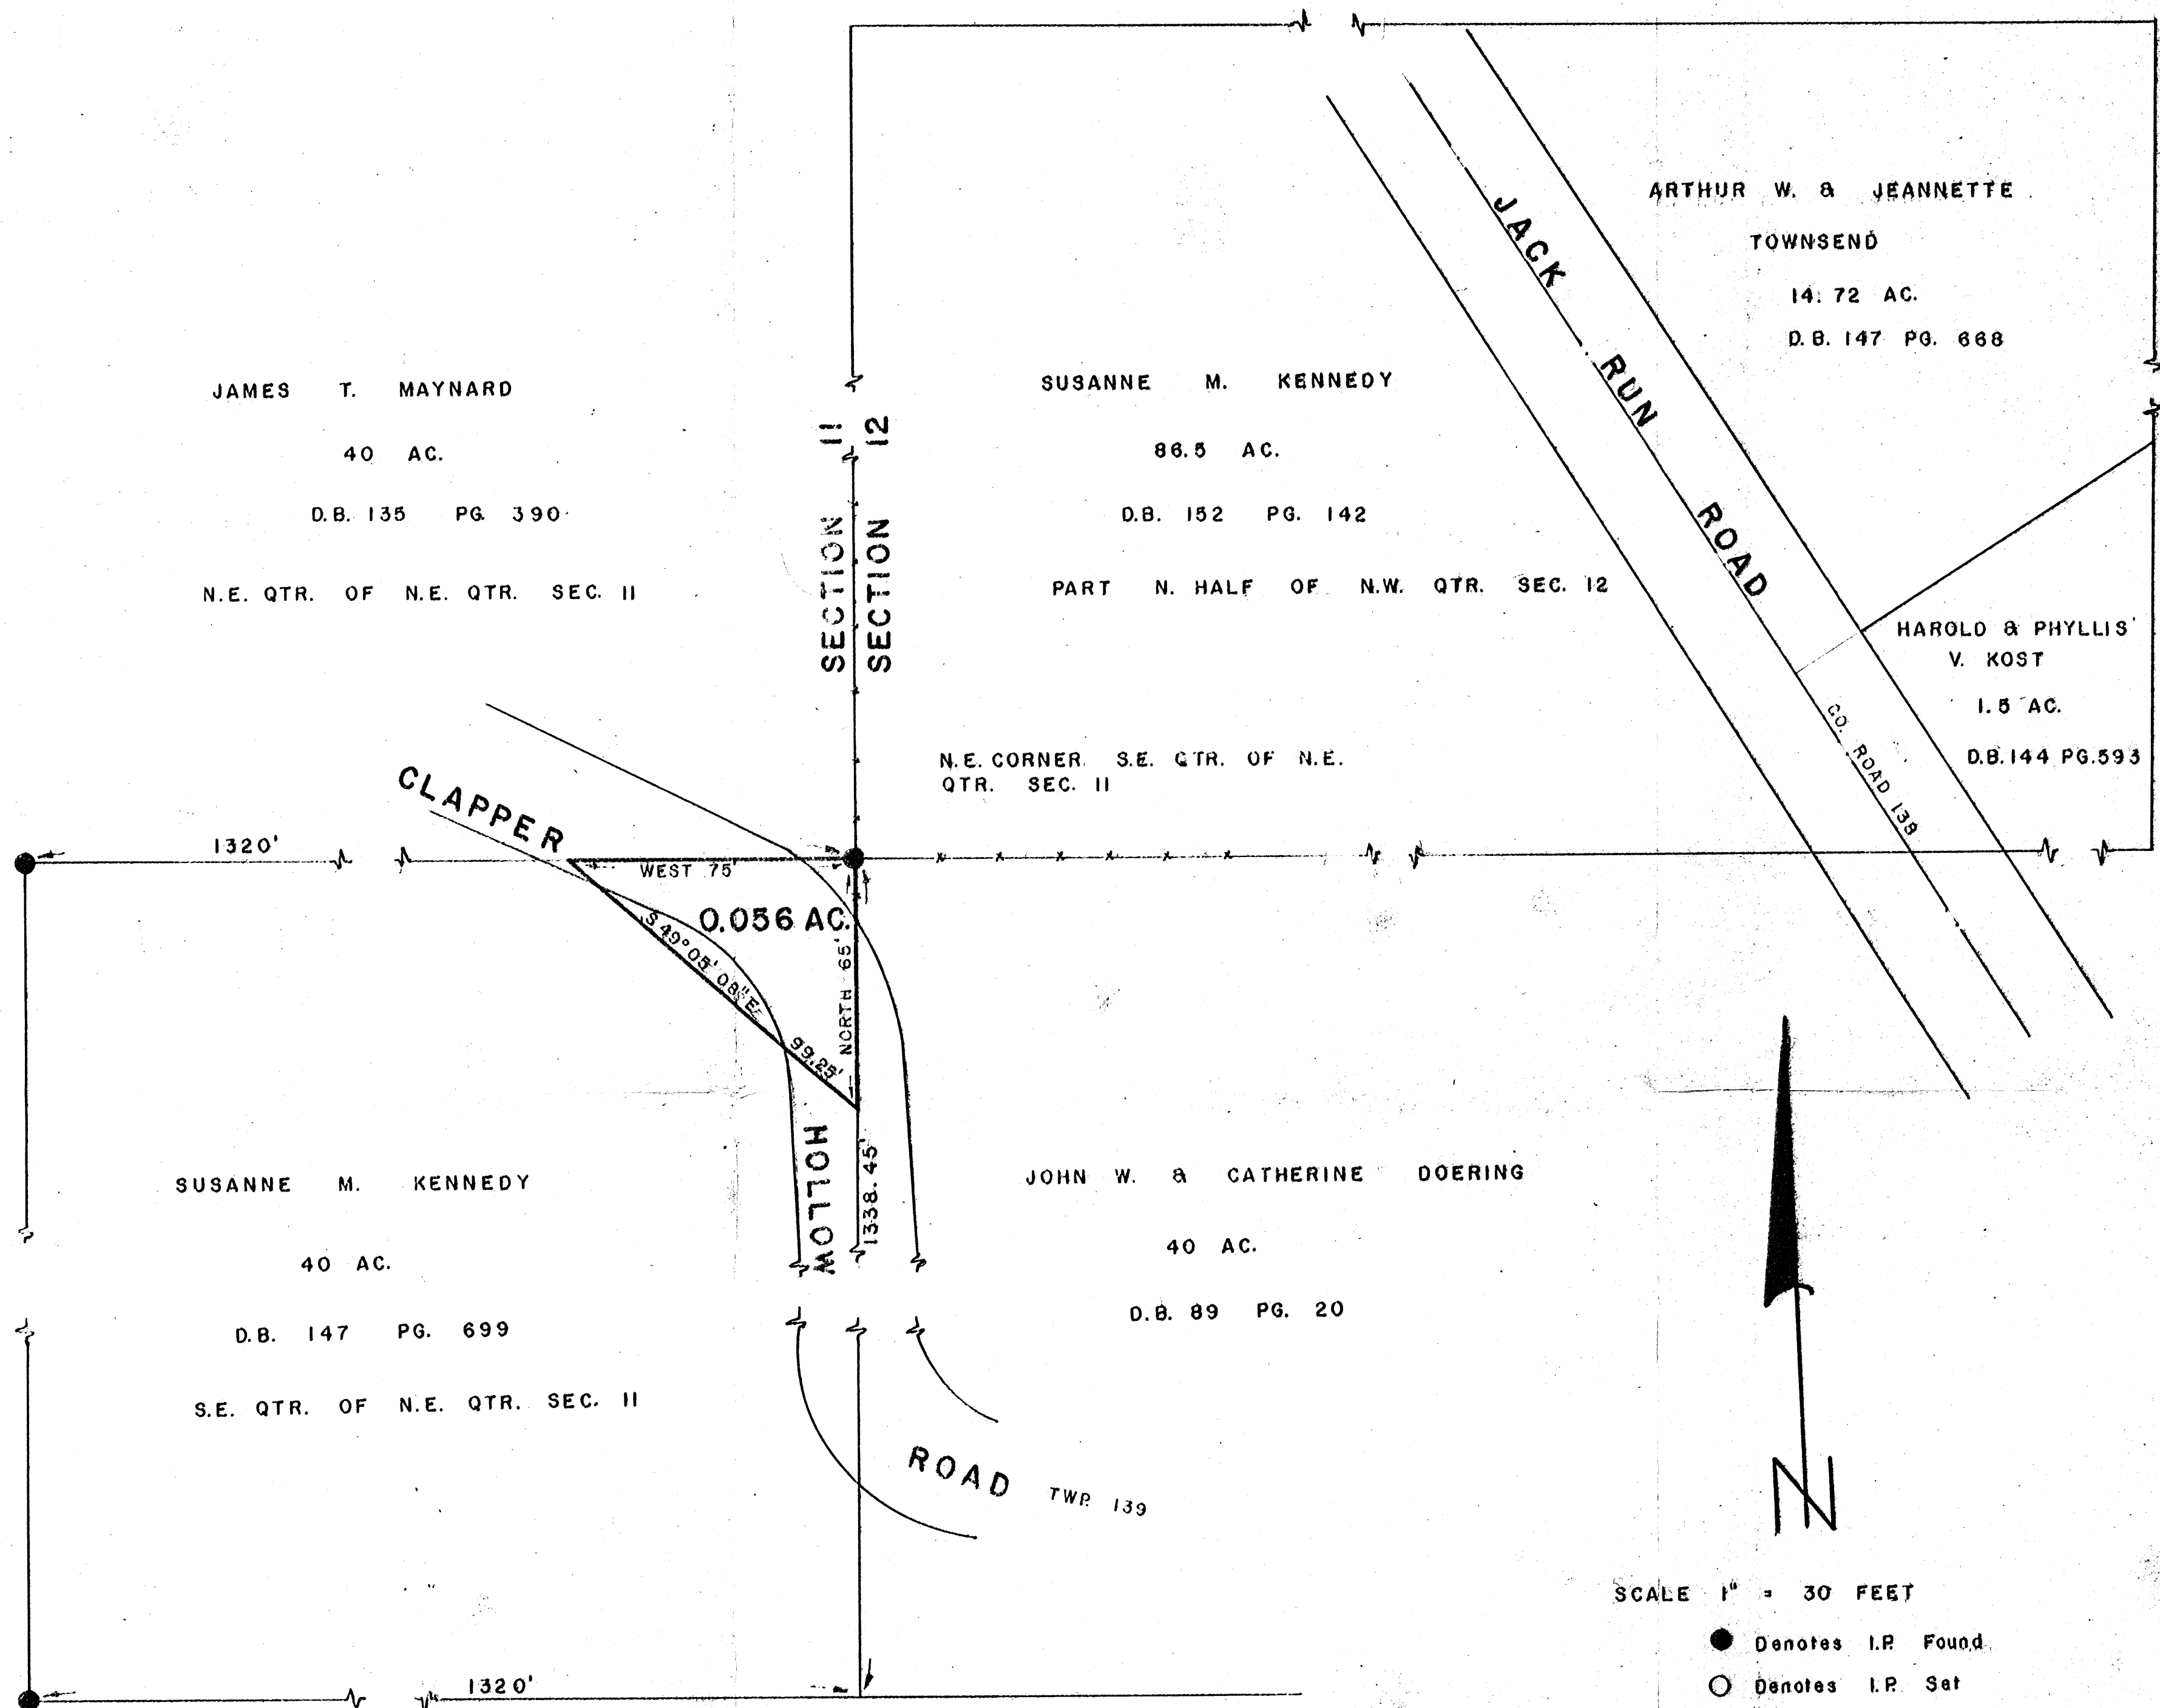 ARTHUR W. & JEANNETTE
TOWNSEND
14.72 AC.
D.B. 147 PG. 668
JACK RUN ROAD
CO. ROAD 138
JAMES T. MAYNARD
40 AC.
D.B. 135 PG. 390
N.E. QTR. OF N.E. QTR. SEC. 11
SECTION 11
SECTION 12
SUSANNE M. KENNEDY
86.5 AC.
D.B. 152 PG. 142
PART N. HALF OF N.W. QTR. SEC. 12
HAROLD & PHYLLIS
V. KOST
1.5 AC.
D.B. 144 PG. 593
N.E. CORNER S.E. QTR. OF N.E.
QTR. SEC. 11
CLAPPER
1320'
WEST 75'
0.056 AC.
S 49° 05' 08" E
99.25'
NORTH 65'
HOLLOW
1338.45'
SUSANNE M. KENNEDY
40 AC.
D.B. 147 PG. 699
S.E. QTR. OF N.E. QTR. SEC. 11
JOHN W. & CATHERINE DOERING
40 AC.
D.B. 89 PG. 20
ROAD TWP. 139
N
SCALE 1" = 30 FEET
Denotes I.P. Found
Denotes I.P. Set
1320'